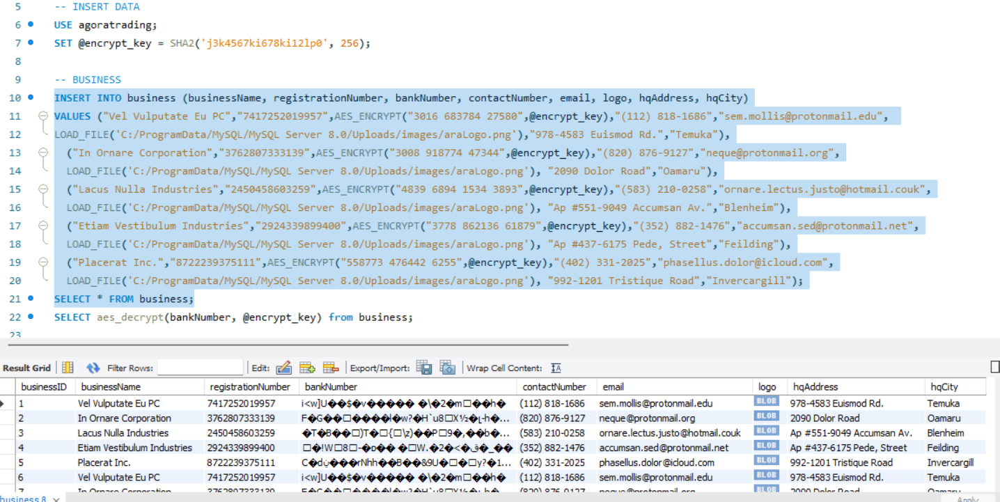 5 -- INSERT DATA
6 USE agoratrading;
7 SET @encrypt_key = SHA2('j3k4567ki678ki12lp0', 256);
8
9 -- BUSINESS
10 INSERT INTO business (businessName, registrationNumber, bankNumber, contactNumber, email, logo, hqAddress, hqCity)
11 VALUES ("Vel Vulputate Eu PC","7417252019957",AES_ENCRYPT("3016 683784 27580",@encrypt_key),"(112) 818-1686","sem.mollis@protonmail.edu",
12 LOAD_FILE('C:/ProgramData/MySQL/MySQL Server 8.0/Uploads/images/araLogo.png'),"978-4583 Euismod Rd.","Temuka"),
13 ("In Ornare Corporation","3762807333139",AES_ENCRYPT("3008 918774 47344",@encrypt_key),"(820) 876-9127","neque@protonmail.org",
14 LOAD_FILE('C:/ProgramData/MySQL/MySQL Server 8.0/Uploads/images/araLogo.png'), "2090 Dolor Road","Oamaru"),
15 ("Lacus Nulla Industries","2450458603259",AES_ENCRYPT("4839 6894 1534 3893",@encrypt_key),"(583) 210-0258","ornare.lectus.justo@hotmail.couk",
16 LOAD_FILE('C:/ProgramData/MySQL/MySQL Server 8.0/Uploads/images/araLogo.png'), "Ap #551-9049 Accumsan Av.","Blenheim"),
17 ("Etiam Vestibulum Industries","2924339899400",AES_ENCRYPT("3778 862136 61879",@encrypt_key),"(352) 882-1476","accumsan.sed@protonmail.net",
18 LOAD_FILE('C:/ProgramData/MySQL/MySQL Server 8.0/Uploads/images/araLogo.png'), "Ap #437-6175 Pede, Street","Feilding"),
19 ("Placerat Inc.","8722239375111",AES_ENCRYPT("558773 476442 6255",@encrypt_key),"(402) 331-2025","phasellus.dolor@icloud.com",
20 LOAD_FILE('C:/ProgramData/MySQL/MySQL Server 8.0/Uploads/images/araLogo.png'), "992-1201 Tristique Road","Invercargill");
21 SELECT * FROM business;
22 SELECT aes_decrypt(bankNumber, @encrypt_key) from business;
23
Result Grid Filter Rows: Edit: Export/Import: Wrap Cell Content:
businessID businessName registrationNumber bankNumber contactNumber email logo hqAddress hqCity
1 Vel Vulputate Eu PC 7417252019957 (112) 818-1686 sem.mollis@protonmail.edu BLOB 978-4583 Euismod Rd. Temuka
2 In Ornare Corporation 3762807333139 (820) 876-9127 neque@protonmail.org BLOB 2090 Dolor Road Oamaru
3 Lacus Nulla Industries 2450458603259 (583) 210-0258 ornare.lectus.justo@hotmail.couk BLOB Ap #551-9049 Accumsan Av. Blenheim
4 Etiam Vestibulum Industries 2924339899400 (352) 882-1476 accumsan.sed@protonmail.net BLOB Ap #437-6175 Pede, Street Feilding
5 Placerat Inc. 8722239375111 (402) 331-2025 phasellus.dolor@icloud.com BLOB 992-1201 Tristique Road Invercargill
6 Vel Vulputate Eu PC 7417252019957 (112) 818-1686 sem.mollis@protonmail.edu BLOB 978-4583 Euismod Rd. Temuka
7 In Ornare Corporation 3762807333139 (820) 876-9127 neque@protonmail.org BLOB 2090 Dolor Road Oamaru
business 8 Apply